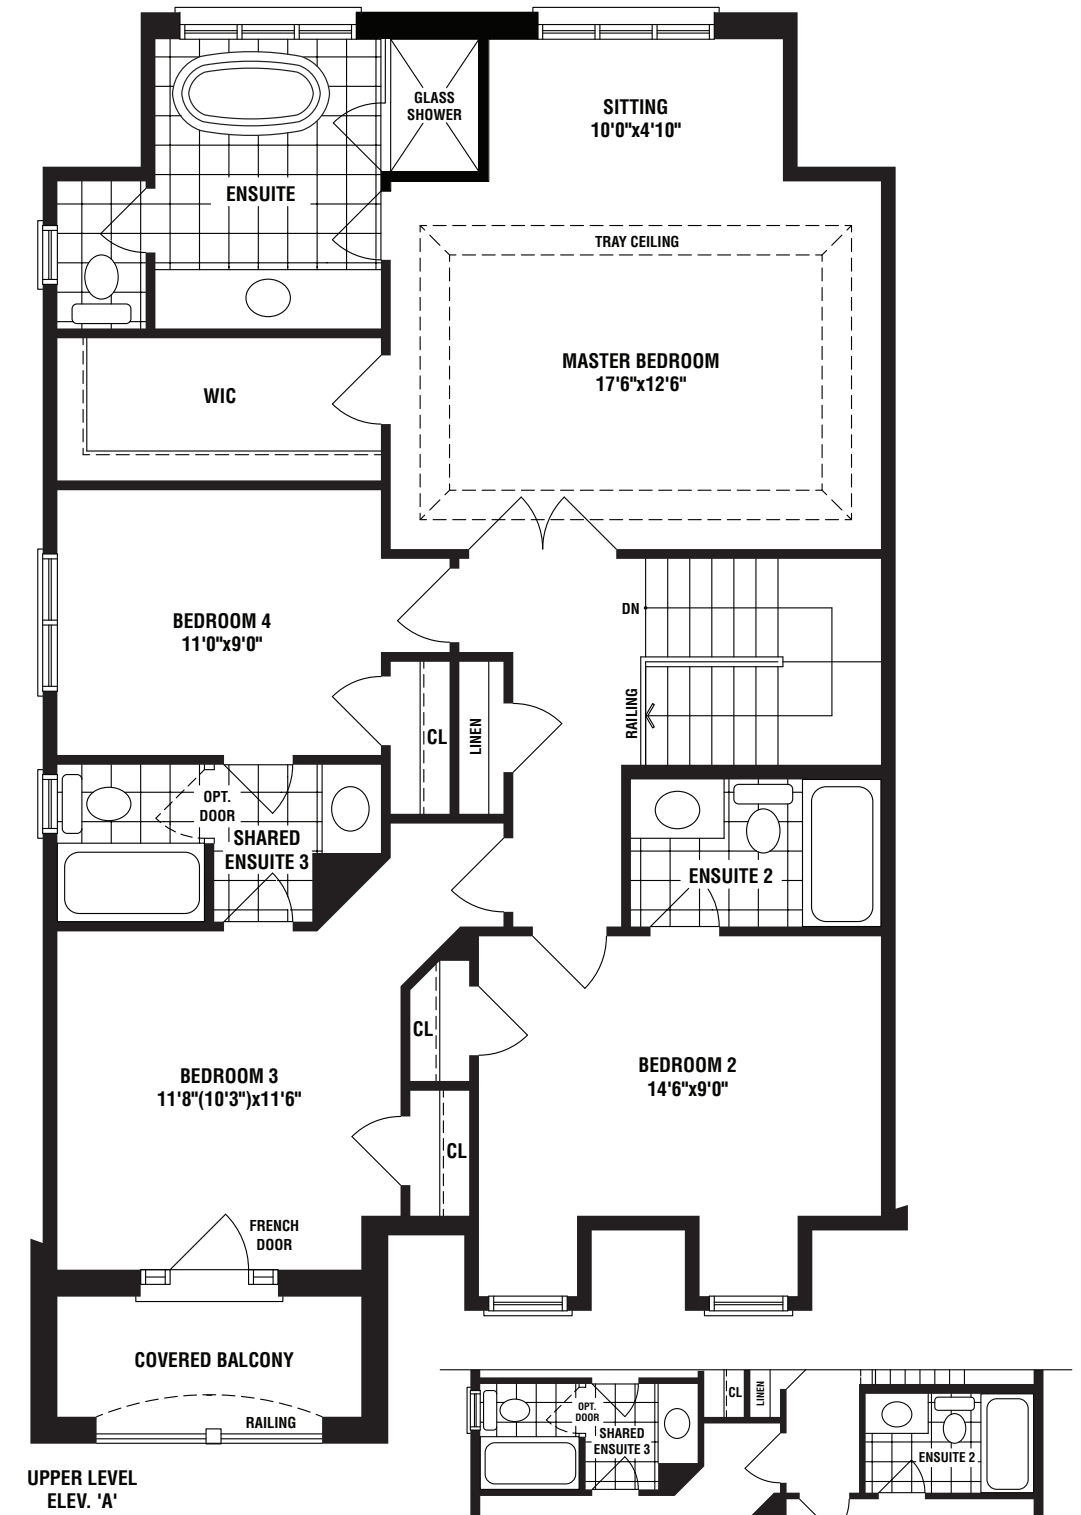 GLASS
SHOWER
SITTING
10'0"x4'10"
ENSUITE
TRAY CEILING
MASTER BEDROOM
17'6"x12'6"
WIC
DN
BEDROOM 4
11'0"x9'0"
RAILING
CL
LINEN
OPT.
DOOR
SHARED
ENSUITE 3
ENSUITE 2
CL
BEDROOM 2
14'6"x9'0"
BEDROOM 3
11'8"(10'3")x11'6"
CL
FRENCH
DOOR
COVERED BALCONY
RAILING
UPPER LEVEL
ELEV. 'A'
CL
LINEN
OPT.
DOOR
SHARED
ENSUITE 3
ENSUITE 2